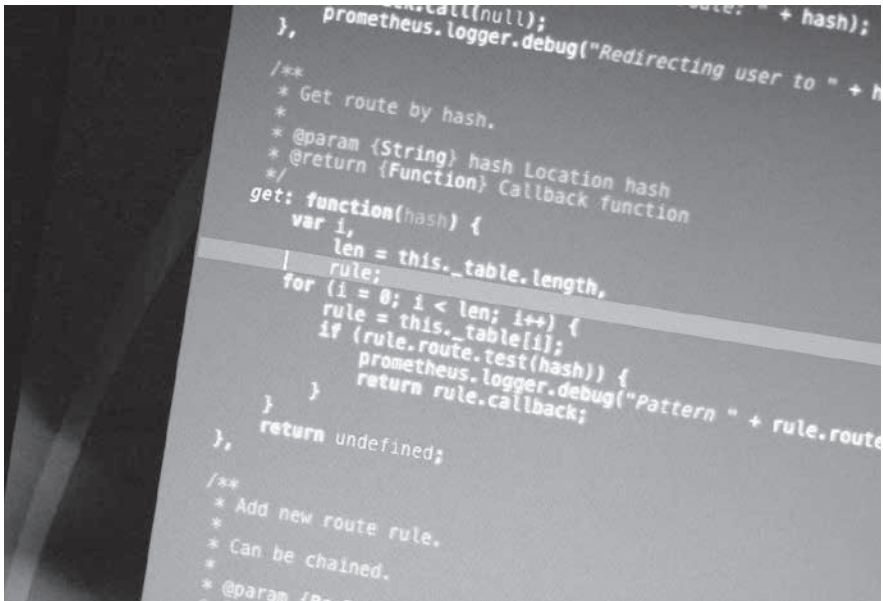 .call(null); + hash);
prometheus.logger.debug("Redirecting user to " + h
},
/**
* Get route by hash.
*
* @param {String} hash Location hash
* @return {Function} Callback function
*/
get: function(hash) {
var i,
len = this._table.length,
rule;
for (i = 0; i < len; i++) {
rule = this._table[i];
if (rule.route.test(hash)) {
prometheus.logger.debug("Pattern " + rule.route
return rule.callback;
}
}
return undefined;
},
/**
* Add new route rule.
*
* Can be chained.
*
* @param